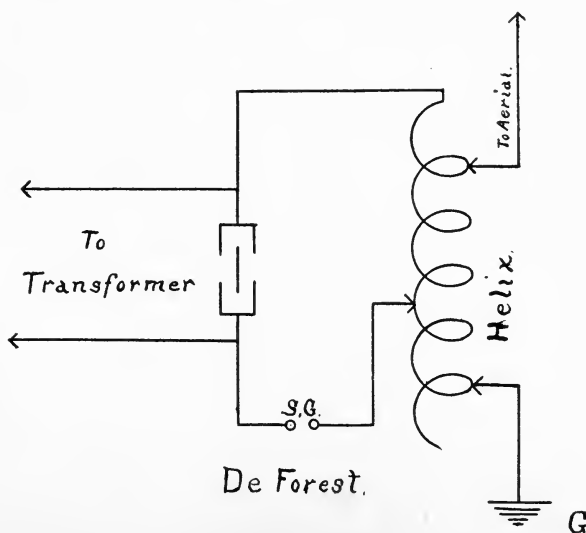 To Aerial.
To
Transformer
Helix.
S.G.
De Forest.
G